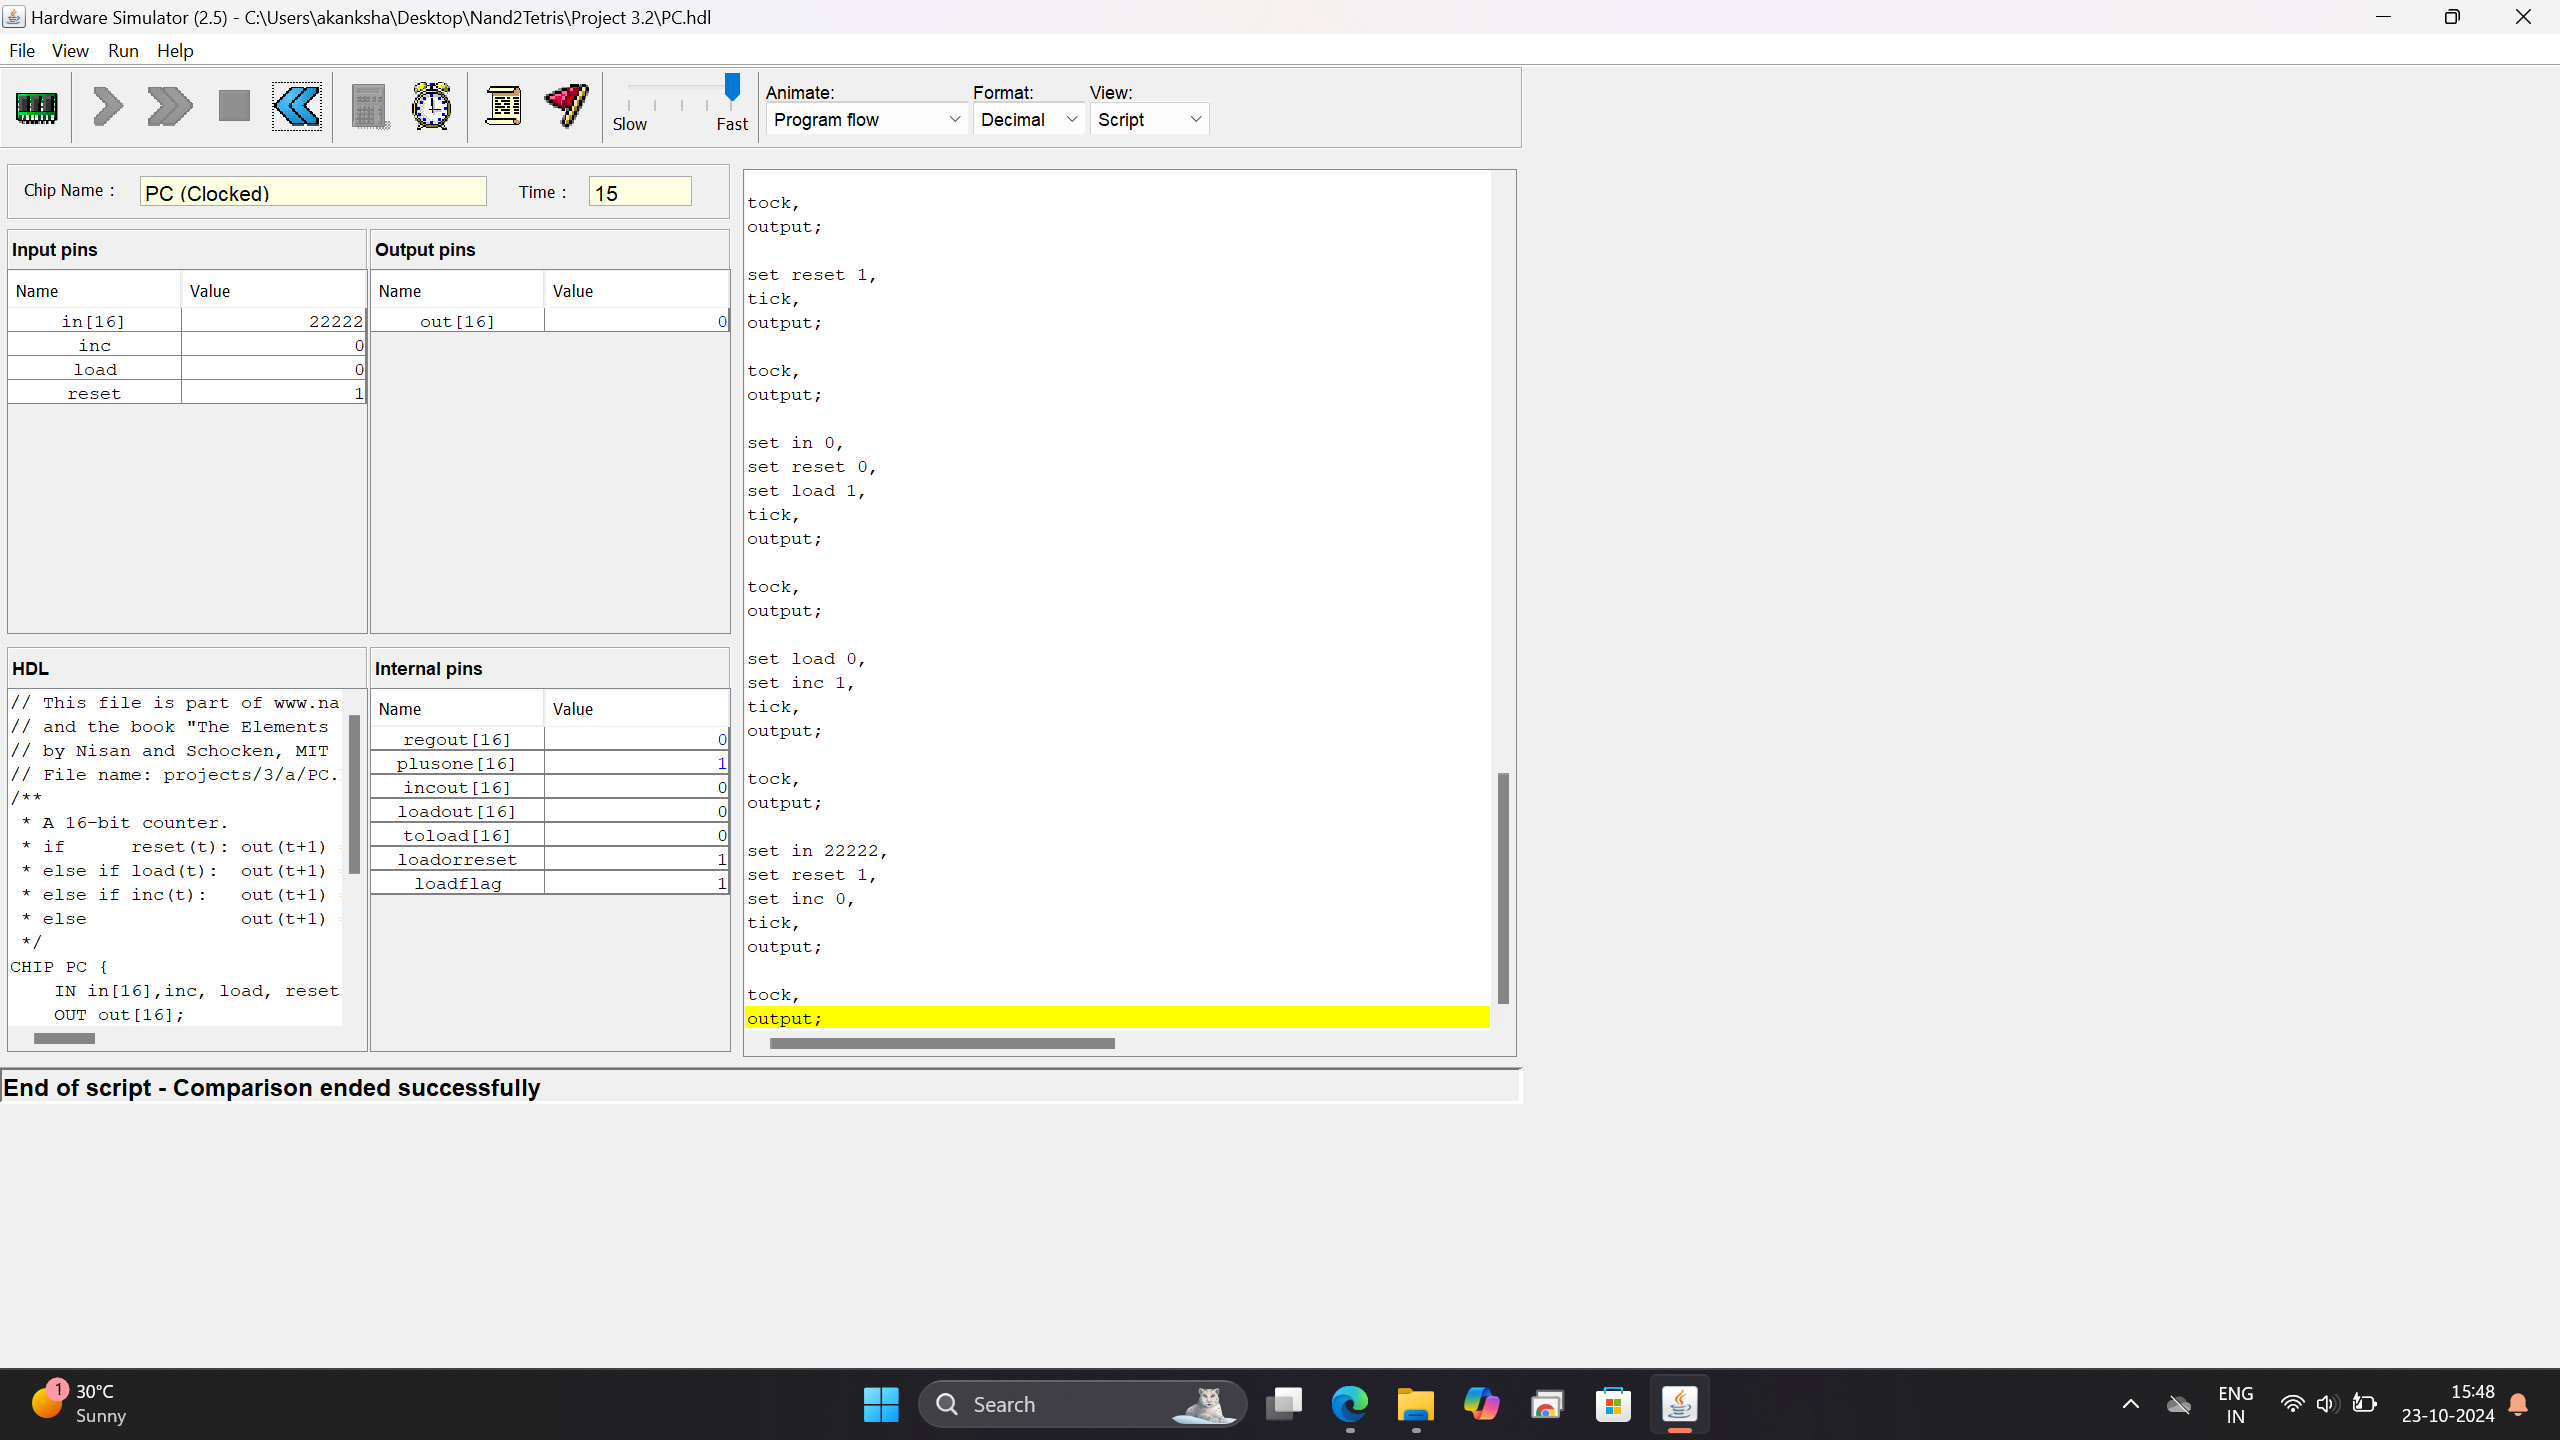 Hardware Simulator (2.5) - C:\Users\akanksha\Desktop\Nand2Tetris\Project 3.2\PC.hdl
File View Run Help
Slow Fast
Animate: Format: View:
Program flow Decimal Script
Chip Name : PC (Clocked) Time : 15
Input pins
Name Value
in[16] 22222
inc 0
load 0
reset 1
Output pins
Name Value
out[16] 0
HDL
// This file is part of www.na
// and the book "The Elements
// by Nisan and Schocken, MIT
// File name: projects/3/a/PC.
/**
* A 16-bit counter.
* if reset(t): out(t+1)
* else if load(t): out(t+1)
* else if inc(t): out(t+1)
* else out(t+1)
*/
CHIP PC {
IN in[16],inc, load, reset
OUT out[16];
Internal pins
Name Value
regout[16] 0
plusone[16] 1
incout[16] 0
loadout[16] 0
toload[16] 0
loadorreset 1
loadflag 1
tock,
output;
set reset 1,
tick,
output;
tock,
output;
set in 0,
set reset 0,
set load 1,
tick,
output;
tock,
output;
set load 0,
set inc 1,
tick,
output;
tock,
output;
set in 22222,
set reset 1,
set inc 0,
tick,
output;
tock,
output;
End of script - Comparison ended successfully
1
30°C
Sunny
Search
ENG
IN
15:48
23-10-2024